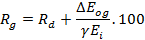 R_g = R_d + \frac{\Delta E_{og}}{\gamma E_i} . 100